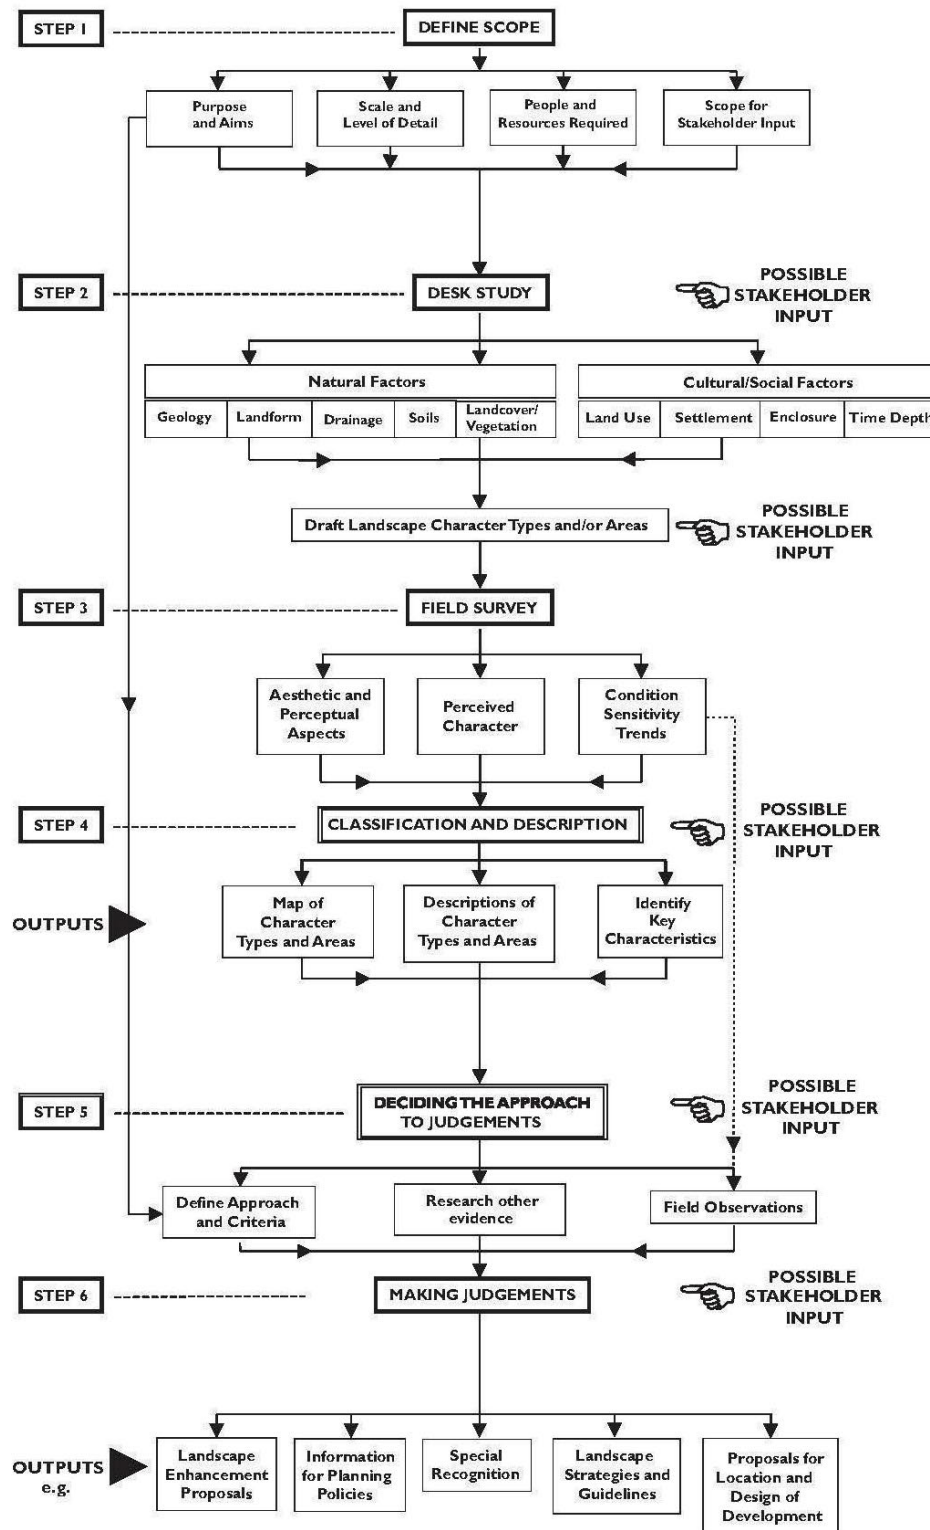 STEP 1
DEFINE SCOPE
Purpose
and Aims
Scale and
Level of Detail
People and
Resources Required
Scope for
Stakeholder Input
STEP 2
DESK STUDY
POSSIBLE
STAKEHOLDER
INPUT
Natural Factors
Cultural/Social Factors
Geology
Landform
Drainage
Soils
Landcover/
Vegetation
Land Use
Settlement
Enclosure
Time Depth
Draft Landscape Character Types and/or Areas
POSSIBLE
STAKEHOLDER
INPUT
STEP 3
FIELD SURVEY
Aesthetic and
Perceptual
Aspects
Perceived
Character
Condition
Sensitivity
Trends
STEP 4
CLASSIFICATION AND DESCRIPTION
POSSIBLE
STAKEHOLDER
INPUT
OUTPUTS
Map of
Character
Types and Areas
Descriptions of
Character
Types and Areas
Identify
Key
Characteristics
STEP 5
DECIDING THE APPROACH
TO JUDGEMENTS
POSSIBLE
STAKEHOLDER
INPUT
Define Approach
and Criteria
Research other
evidence
Field Observations
STEP 6
MAKING JUDGEMENTS
POSSIBLE
STAKEHOLDER
INPUT
OUTPUTS
e.g.
Landscape
Enhancement
Proposals
Information
for Planning
Policies
Special
Recognition
Landscape
Strategies and
Guidelines
Proposals for
Location and
Design of
Development